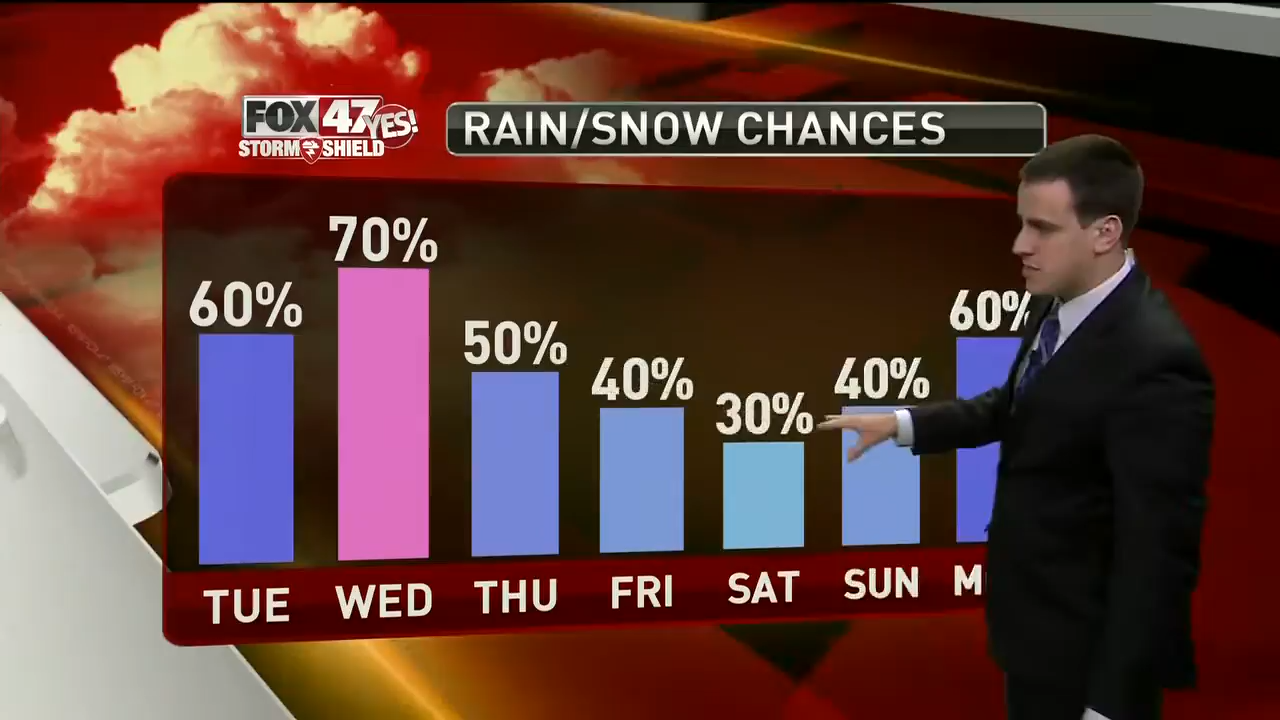 FOX 47 YES!
STORM SHIELD
RAIN/SNOW CHANCES
60%
70%
50%
40%
30%
40%
60%
TUE
WED
THU
FRI
SAT
SUN